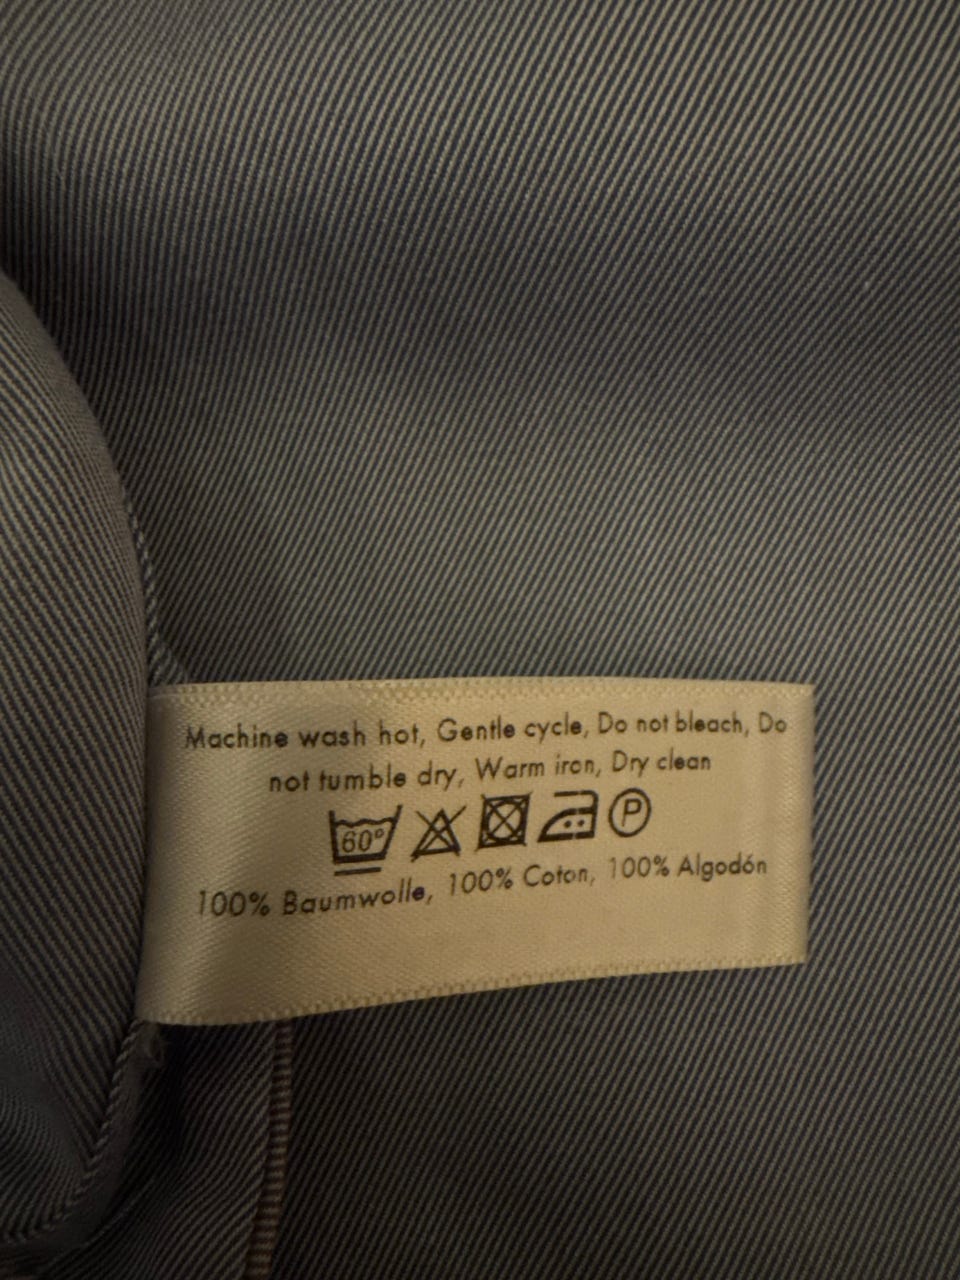 Machine wash hot, Gentle cycle, Do not bleach, Do
not tumble dry, Warm iron, Dry clean
60° P
100% Baumwolle, 100% Coton, 100% Algodón